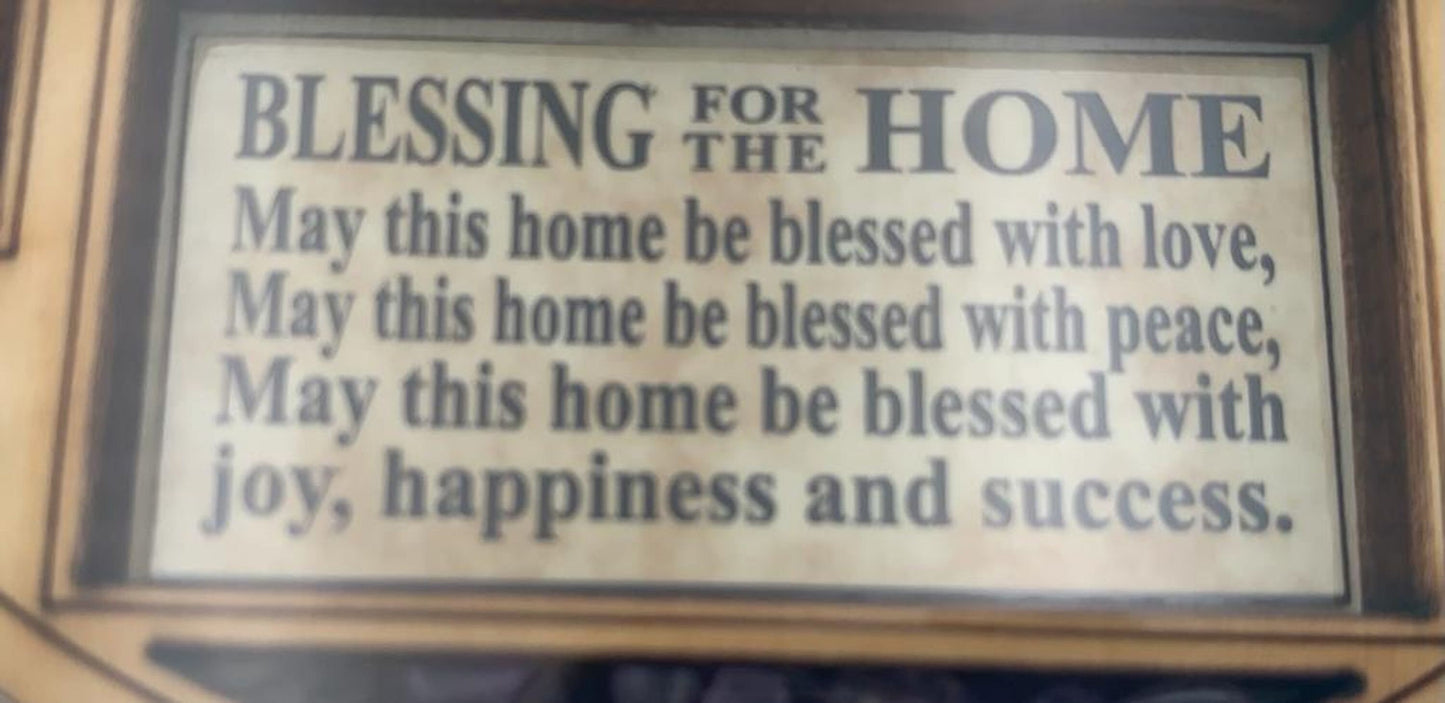 BLESSING FOR THE HOME
May this home be blessed with love,
May this home be blessed with peace,
May this home be blessed with
joy, happiness and success.